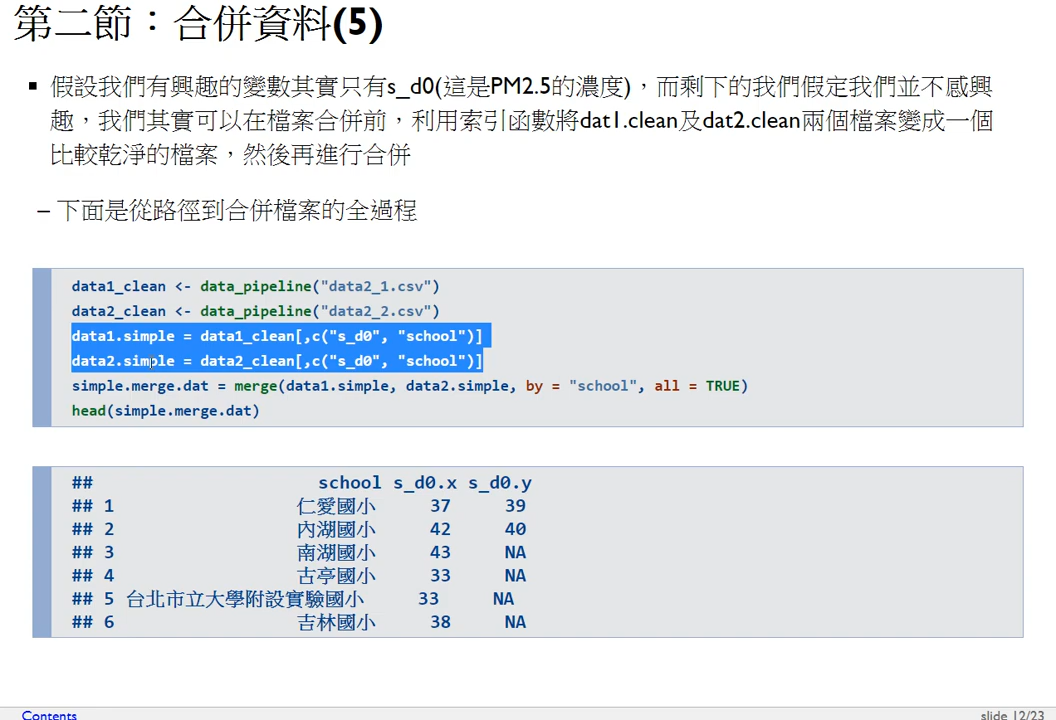 第二節：合併資料(5)
▪ 假設我們有興趣的變數其實只有s_d0(這是PM2.5的濃度)，而剩下的我們假定我們並不感興
趣，我們其實可以在檔案合併前，利用索引函數將dat1.clean及dat2.clean兩個檔案變成一個
比較乾淨的檔案，然後再進行合併
– 下面是從路徑到合併檔案的全過程
data1_clean <- data_pipeline("data2_1.csv")
data2_clean <- data_pipeline("data2_2.csv")
data1.simple = data1_clean[,c("s_d0", "school")]
data2.simple = data2_clean[,c("s_d0", "school")]
simple.merge.dat = merge(data1.simple, data2.simple, by = "school", all = TRUE)
head(simple.merge.dat)
## school s_d0.x s_d0.y
## 1 仁愛國小 37 39
## 2 內湖國小 42 40
## 3 南湖國小 43 NA
## 4 古亭國小 33 NA
## 5 台北市立大學附設實驗國小 33 NA
## 6 吉林國小 38 NA
Contents slide 12/23